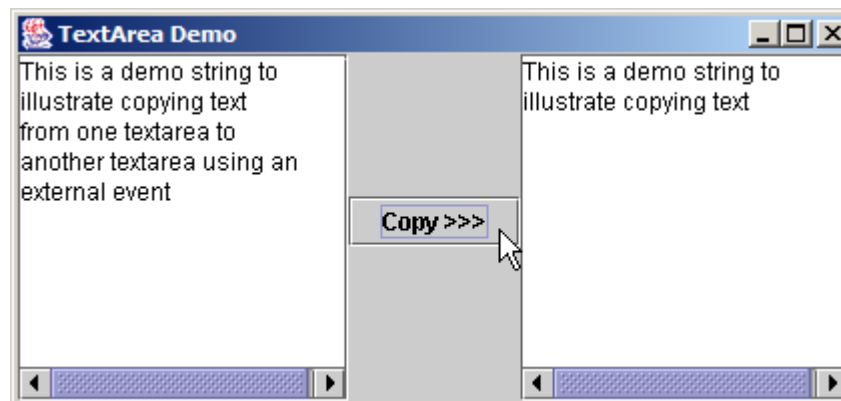 TextArea Demo
This is a demo string to
illustrate copying text
from one textarea to
another textarea using an
external event
Copy >>>
This is a demo string to
illustrate copying text